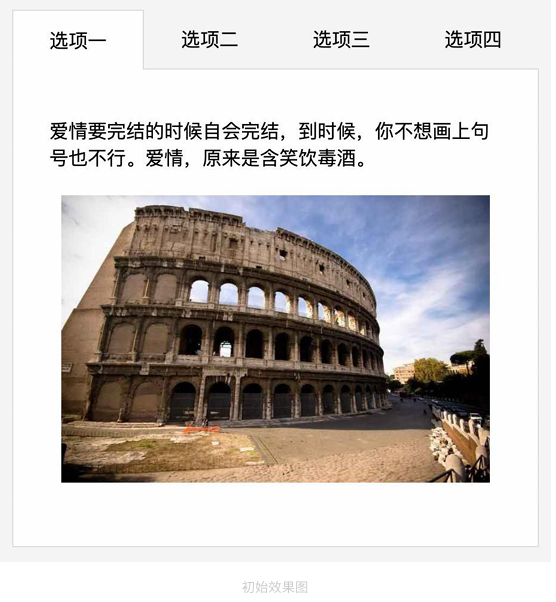 选项一 选项二 选项三 选项四
爱情要完结的时候自会完结，到时候，你不想画上句
号也不行。爱情，原来是含笑饮毒酒。
初始效果图